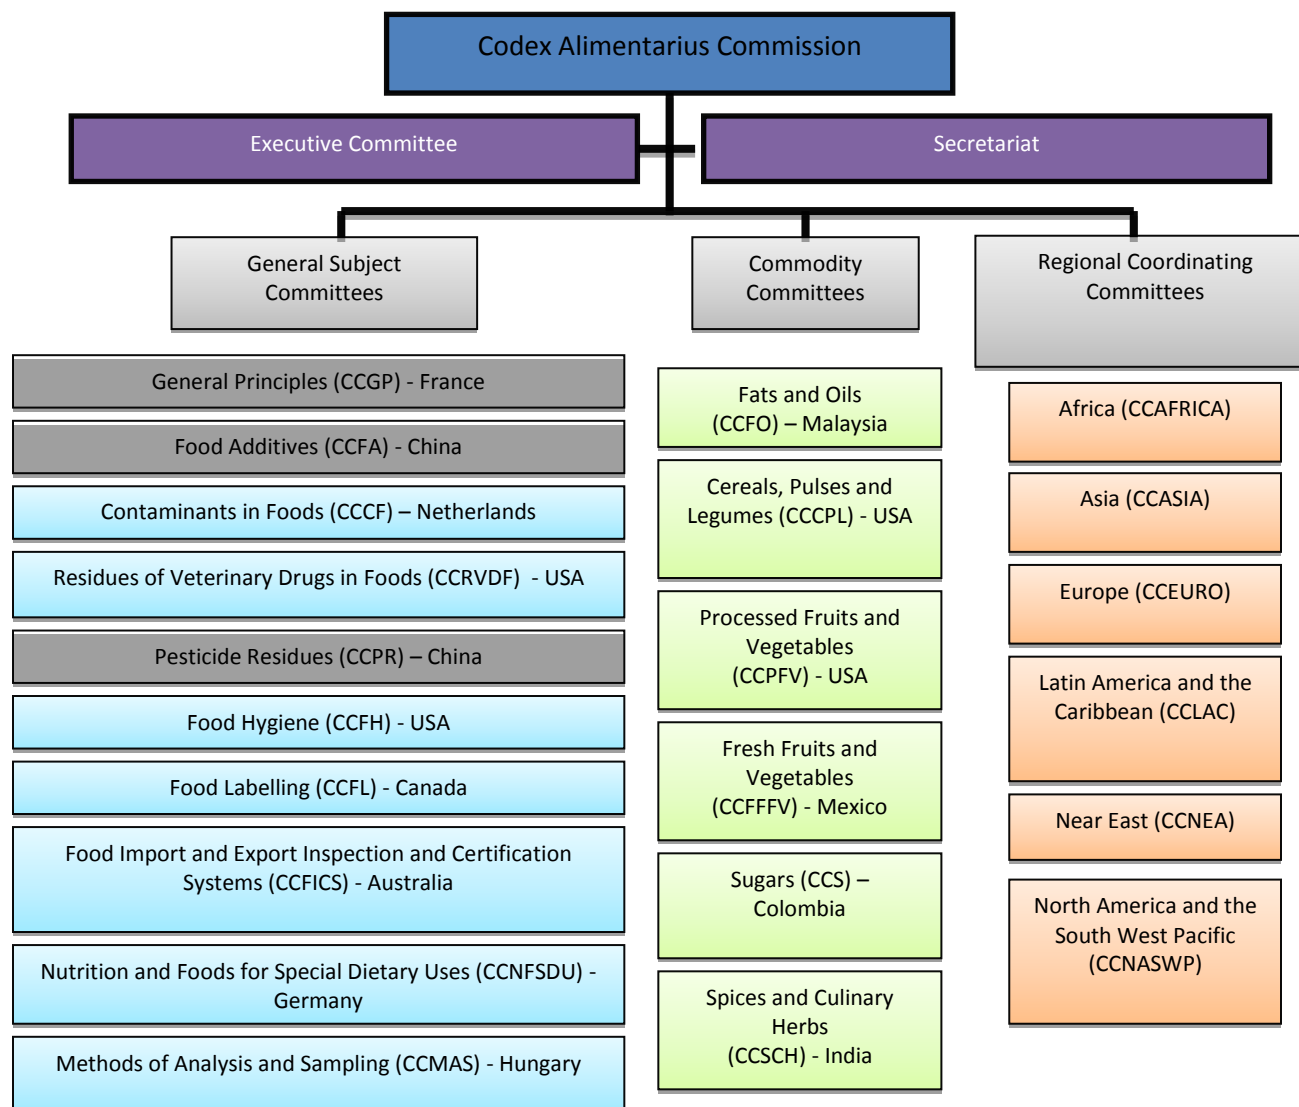 Codex Alimentarius Commission
Executive Committee
Secretariat
General Subject
Committees
Commodity
Committees
Regional Coordinating
Committees
General Principles (CCGP) - France
Food Additives (CCFA) - China
Contaminants in Foods (CCCF) – Netherlands
Residues of Veterinary Drugs in Foods (CCRVDF)  - USA
Pesticide Residues (CCPR) – China
Food Hygiene (CCFH) - USA
Food Labelling (CCFL) - Canada
Food Import and Export Inspection and Certification
Systems (CCFICS) - Australia
Nutrition and Foods for Special Dietary Uses (CCNFSDU) -
Germany
Methods of Analysis and Sampling (CCMAS) - Hungary
Fats and Oils
(CCFO) – Malaysia
Cereals, Pulses and
Legumes (CCCPL) - USA
Processed Fruits and
Vegetables
(CCPFV) - USA
Fresh Fruits and
Vegetables
(CCFFFV) - Mexico
Sugars (CCS) –
Colombia
Spices and Culinary
Herbs
(CCSCH) - India
Africa (CCAFRICA)
Asia (CCASIA)
Europe (CCEURO)
Latin America and the
Caribbean (CCLAC)
Near East (CCNEA)
North America and the
South West Pacific
(CCNASWP)